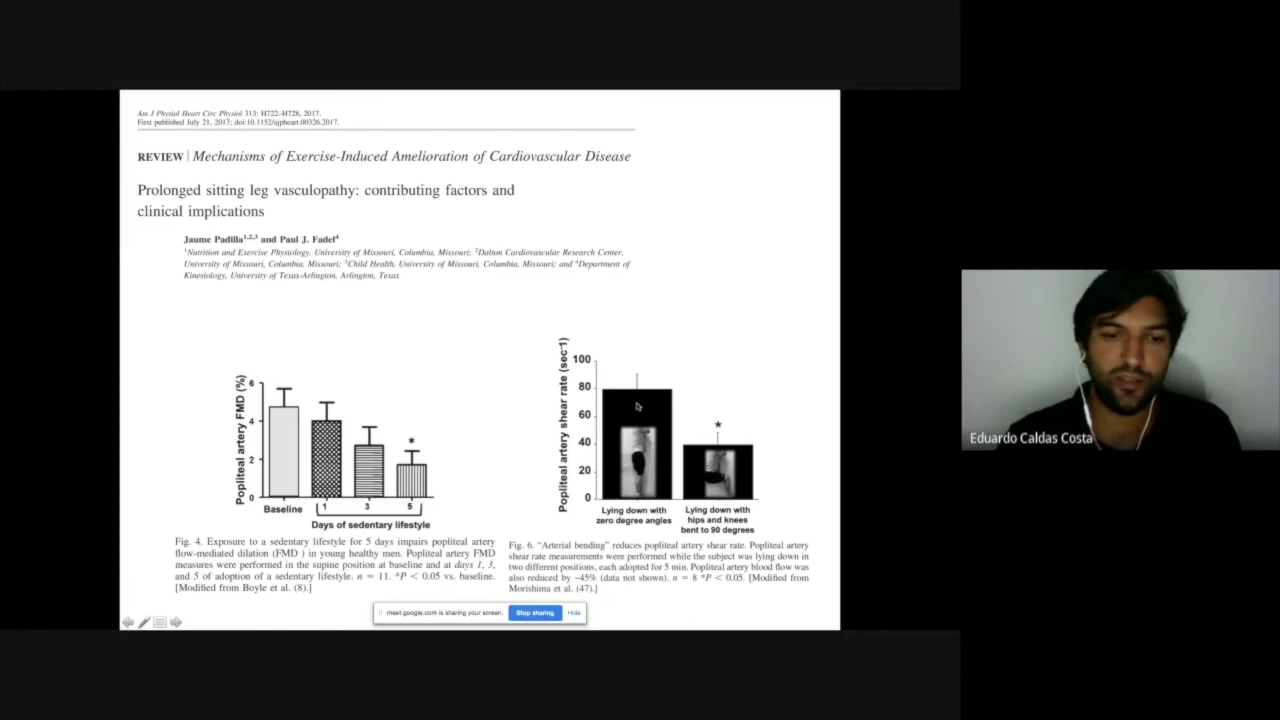 Am J Physiol Heart Circ Physiol 313: H722–H728, 2017.
First published July 21, 2017; doi:10.1152/ajpheart.00326.2017.
REVIEW | Mechanisms of Exercise-Induced Amelioration of Cardiovascular Disease
Prolonged sitting leg vasculopathy: contributing factors and
clinical implications
Jaume Padilla1,2,3 and Paul J. Fadel4
1Nutrition and Exercise Physiology, University of Missouri, Columbia, Missouri; 2Dalton Cardiovascular Research Center,
University of Missouri, Columbia, Missouri; 3Child Health, University of Missouri, Columbia, Missouri; and 4Department of
Kinesiology, University of Texas-Arlington, Arlington, Texas
Popliteal artery FMD (%)
6
4
2
0
*
Baseline
1
3
5
Days of sedentary lifestyle
Fig. 4. Exposure to a sedentary lifestyle for 5 days impairs popliteal artery
flow-mediated dilation (FMD ) in young healthy men. Popliteal artery FMD
measures were performed in the supine position at baseline and at days 1, 3,
and 5 of adoption of a sedentary lifestyle. n = 11. *P < 0.05 vs. baseline.
[Modified from Boyle et al. (8).]
Popliteal artery shear rate (sec-1)
100
80
60
40
20
0
*
Lying down with
zero degree angles
Lying down with
hips and knees
bent to 90 degrees
Fig. 6. “Arterial bending” reduces popliteal artery shear rate. Popliteal artery
shear rate measurements were performed while the subject was lying down in
two different positions, each adopted for 5 min. Popliteal artery blood flow was
also reduced by ~45% (data not shown). n = 8 *P < 0.05. [Modified from
Morishima et al. (47).]
meet.google.com is sharing your screen.
Stop sharing
Hide
Eduardo Caldas Costa